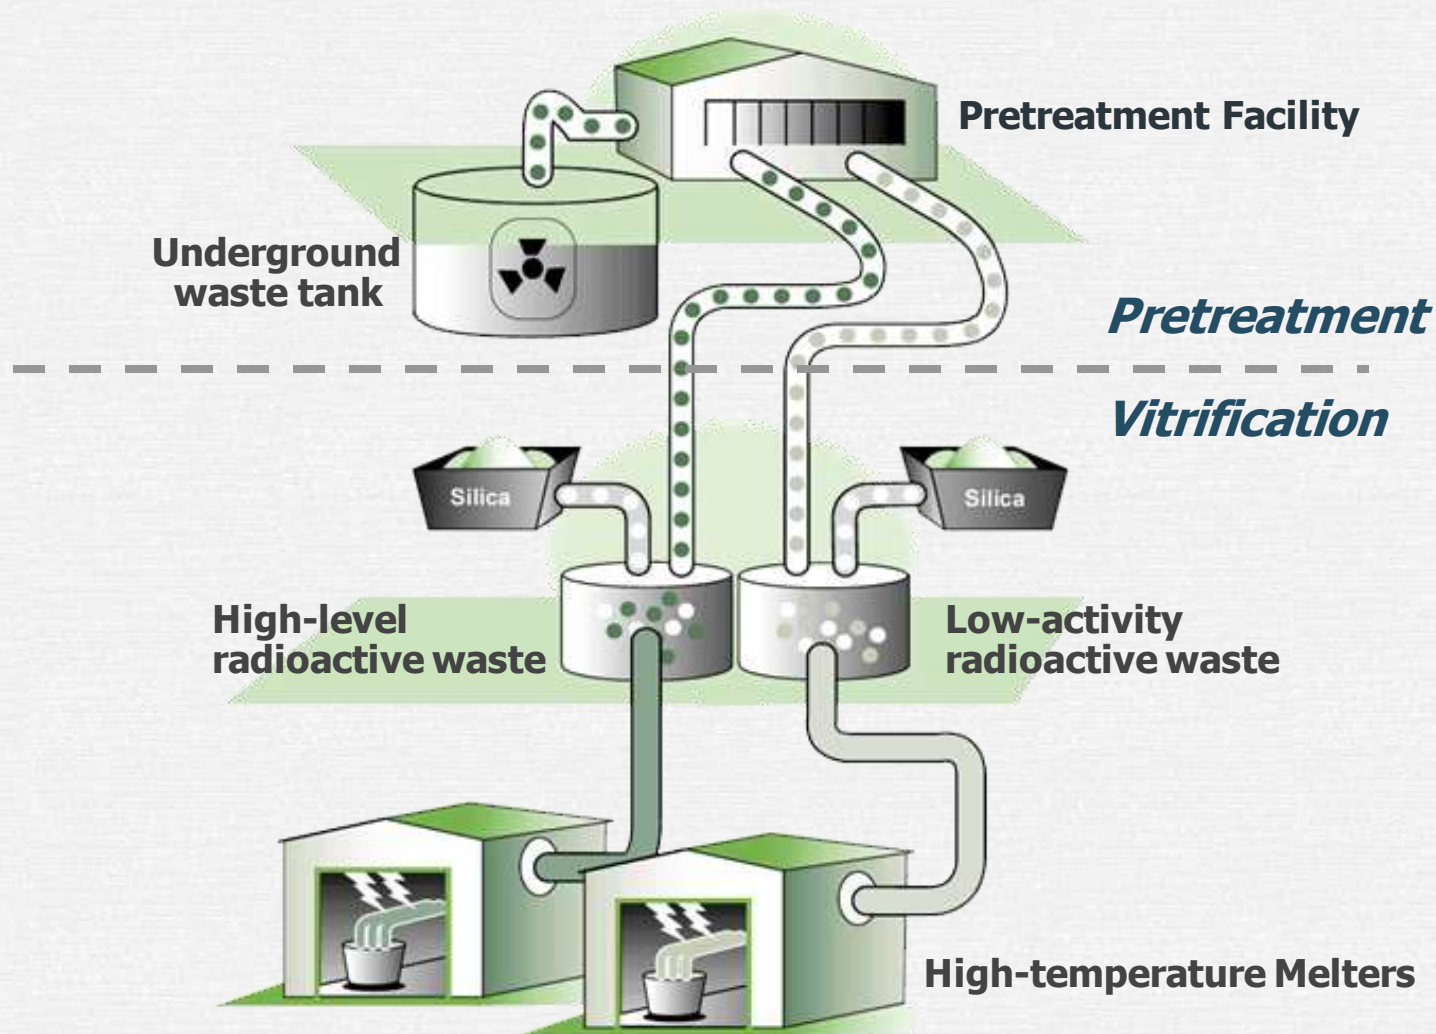 Pretreatment Facility
Underground
waste tank
Pretreatment
Vitrification
Silica
Silica
High-level
radioactive waste
Low-activity
radioactive waste
High-temperature Melters